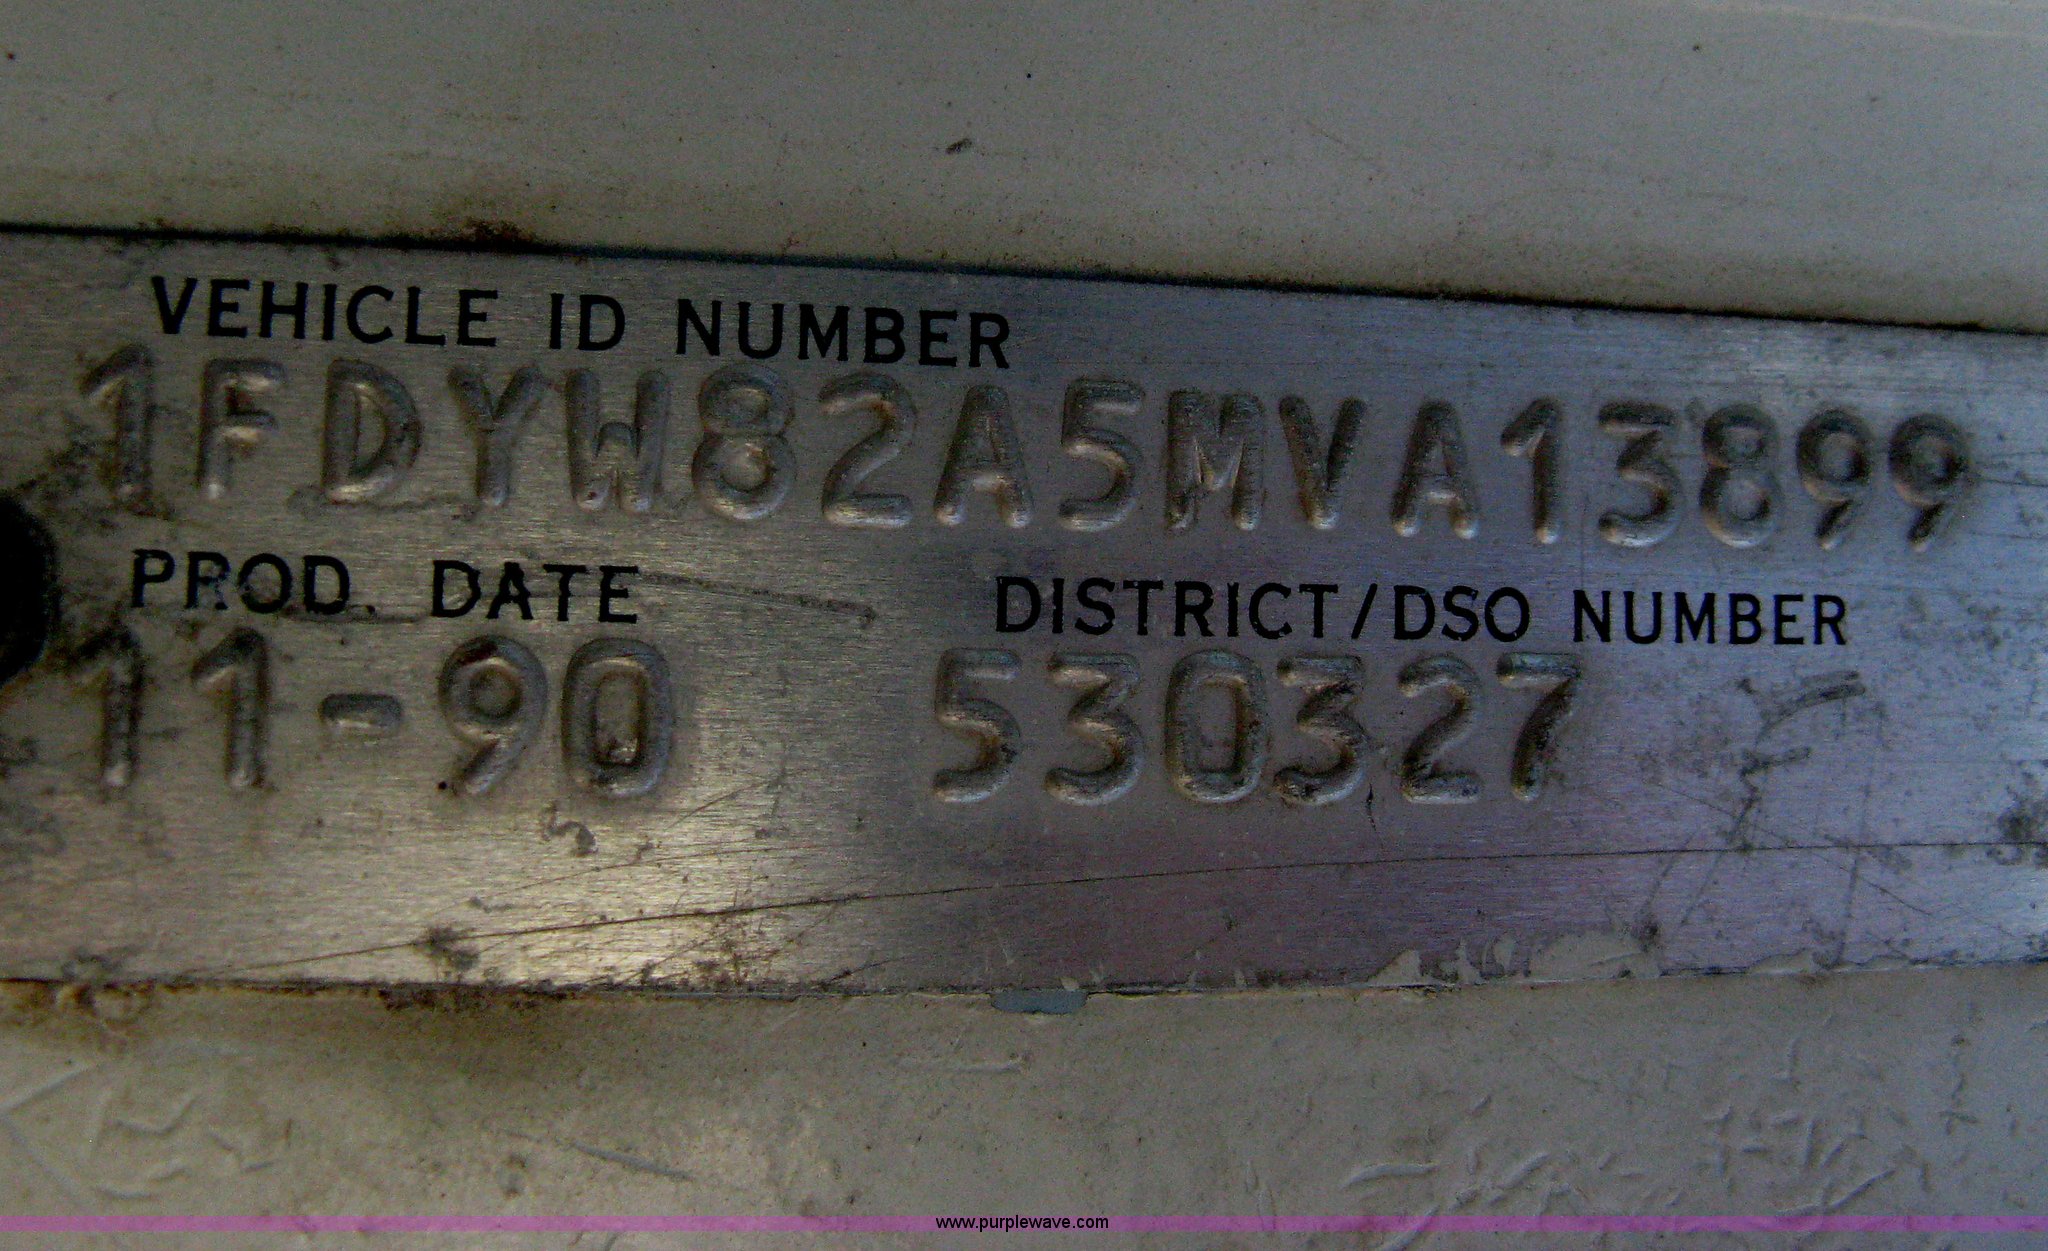 VEHICLE ID NUMBER
1FDYW82A5MVA13899
PROD. DATE DISTRICT/DSO NUMBER
11-90 530327
www.purplewave.com